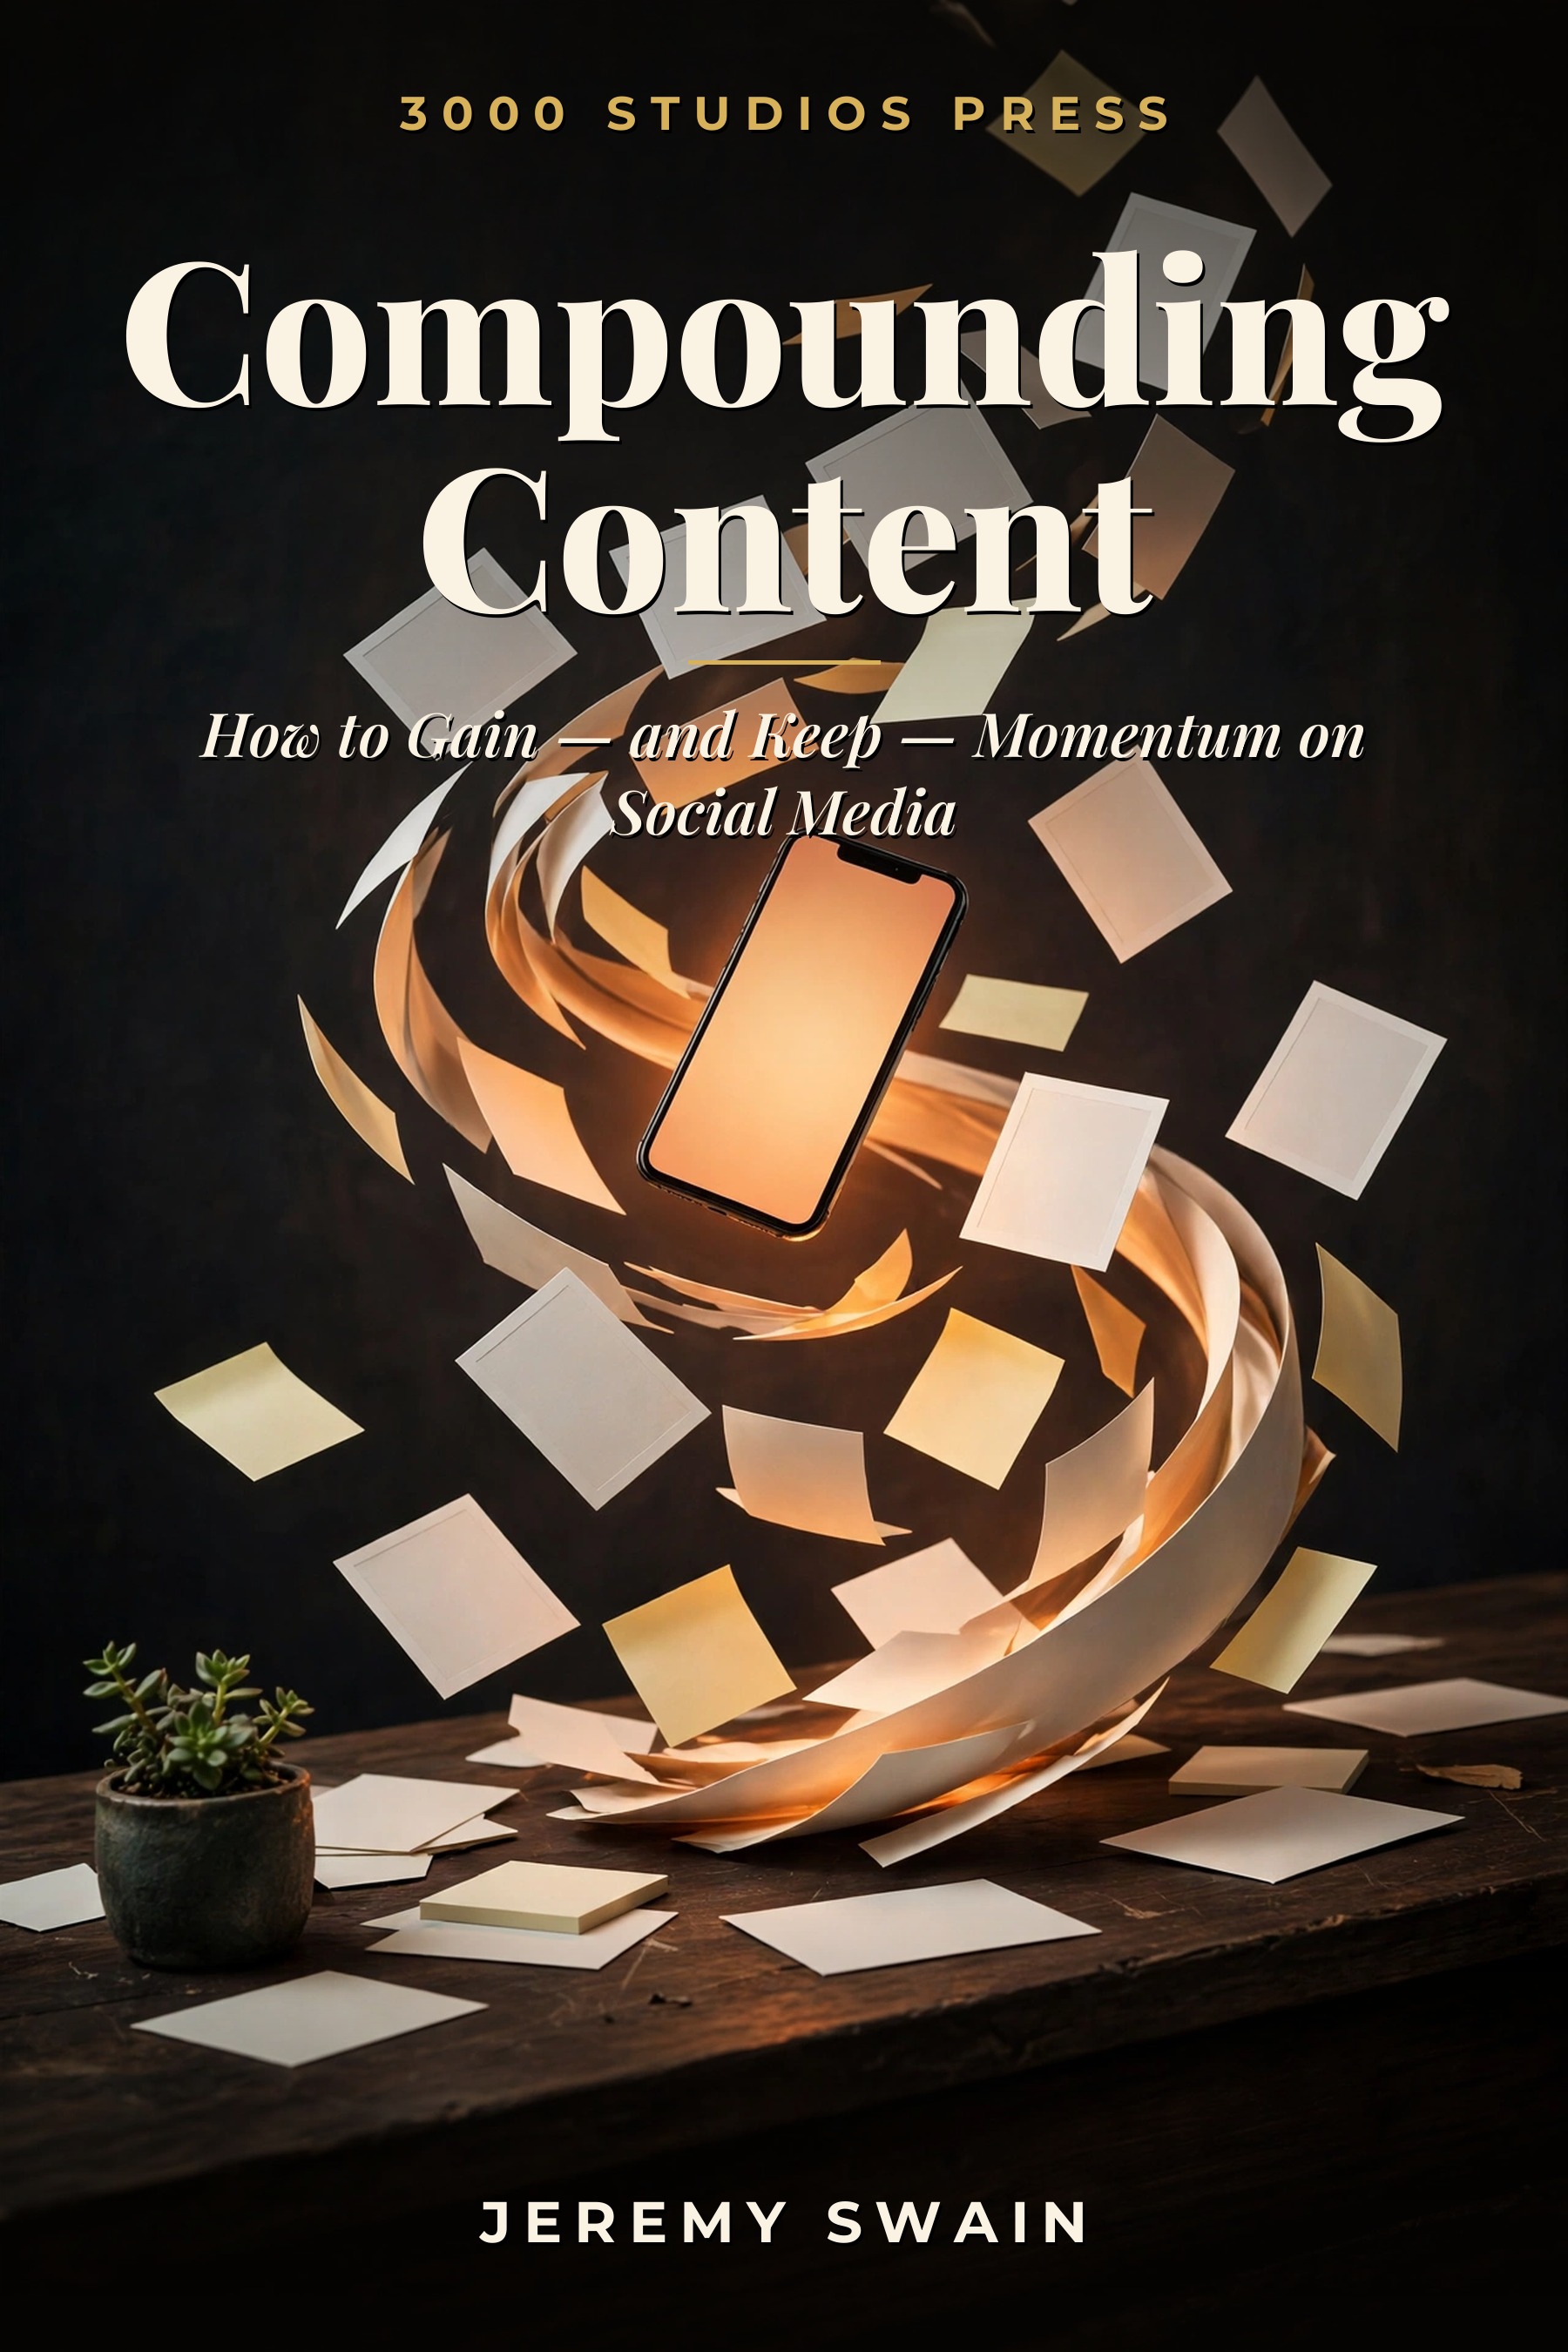 3000 STUDIOS PRESS
Compounding
Content
How to Gain — and Keep — Momentum on
Social Media
JEREMY SWAIN